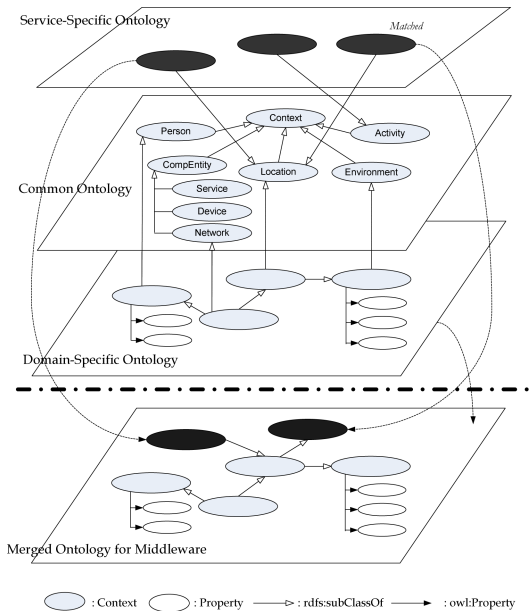 Service-Specific Ontology
Matched
Context
Person
Activity
CompEntity
Location
Environment
Common Ontology
Service
Device
Network
Domain-Specific Ontology
Merged Ontology for Middleware
: Context
: Property
: rdfs:subClassOf
: owl:Property